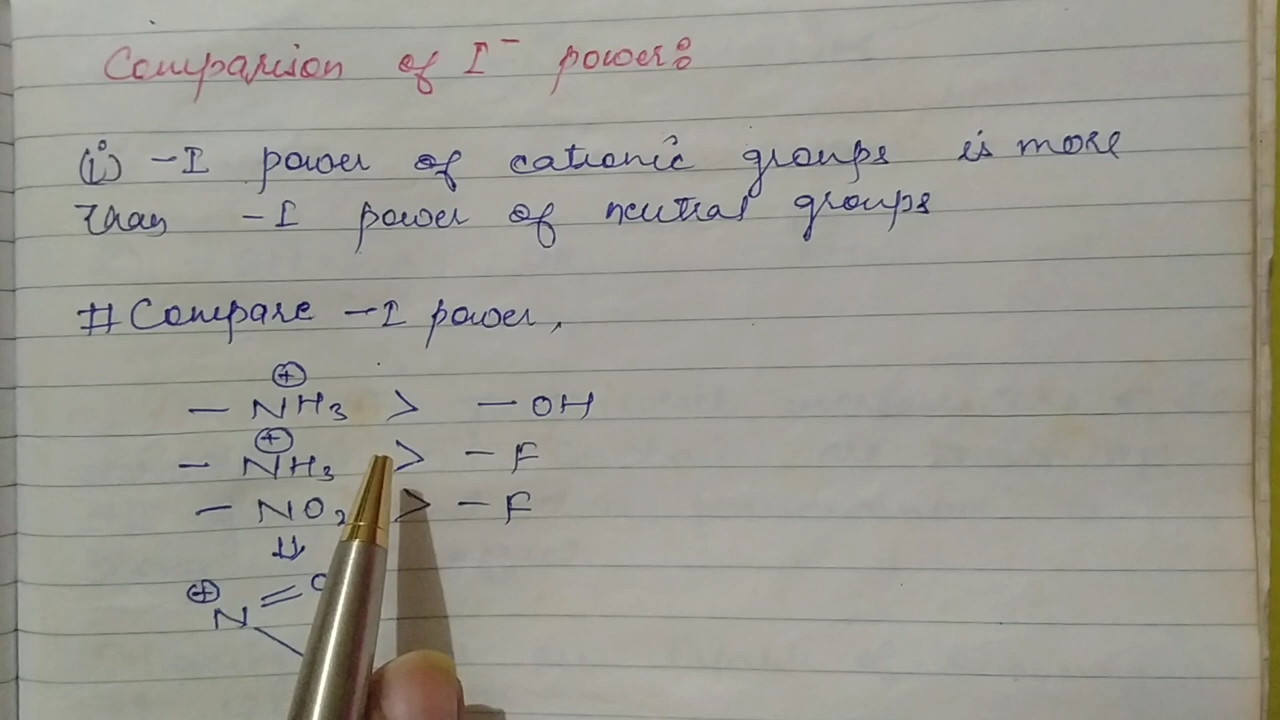 Comparison of I⁻ power:
(i) -I power of cationic groups is more
than -I power of neutral groups
# Compare -I power,
⊕
- NH₃ > - OH
⊕
- NH₃ > - F
- NO₂ > - F
⇓
⊕
N =